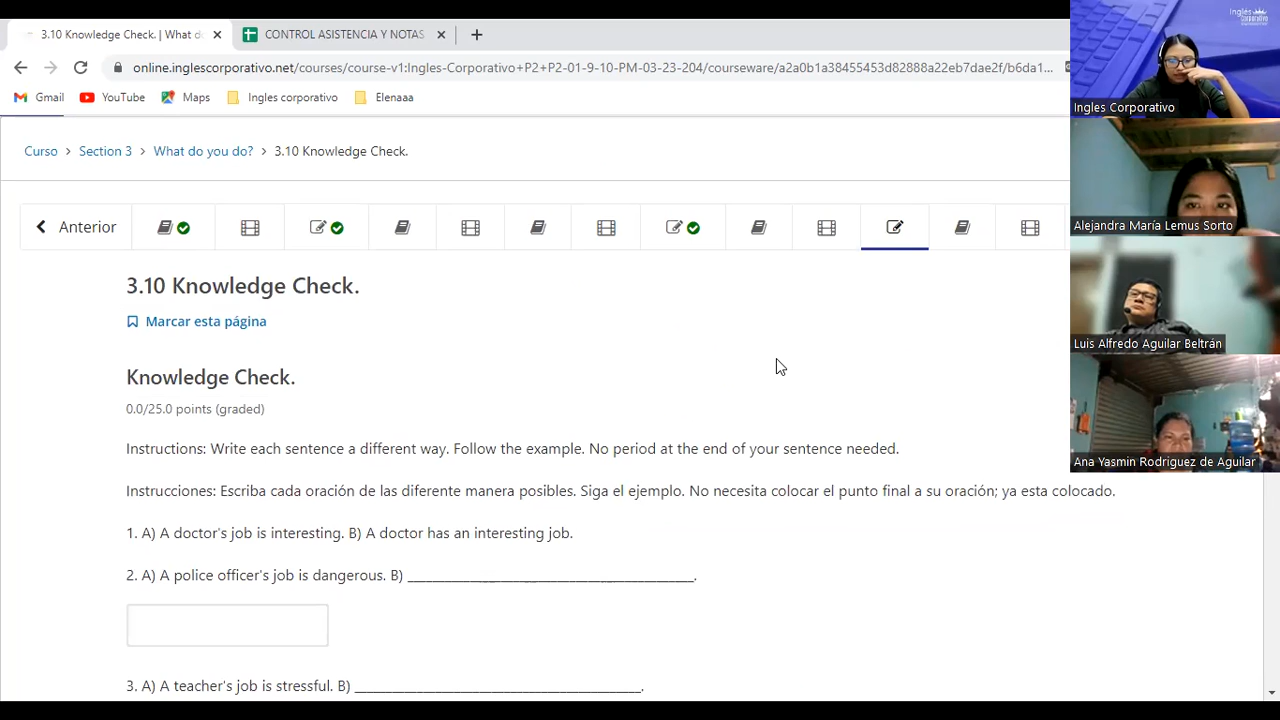 3.10 Knowledge Check. | What d
CONTROL ASISTENCIA Y NOTAS
online.inglescorporativo.net/courses/course-v1:Ingles-Corporativo+P2+P2-01-9-10-PM-03-23-204/courseware/a2a0b1a38455453d82888a22eb7dae2f/b6da1...
Gmail
YouTube
Maps
Ingles corporativo
Elenaaa
Curso > Section 3 > What do you do? > 3.10 Knowledge Check.
Anterior
3.10 Knowledge Check.
Marcar esta página
Knowledge Check.
0.0/25.0 points (graded)
Instructions: Write each sentence a different way. Follow the example. No period at the end of your sentence needed.
Instrucciones: Escriba cada oración de las diferente manera posibles. Siga el ejemplo. No necesita colocar el punto final a su oración; ya esta colocado.
1. A) A doctor's job is interesting. B) A doctor has an interesting job.
2. A) A police officer's job is dangerous. B) ____________________________________.
3. A) A teacher's job is stressful. B) ____________________________________.
Ingles
Corporativo
Ingles Corporativo
Alejandra María Lemus Sorto
Luis Alfredo Aguilar Beltrán
Ana Yasmin Rodriguez de Aguilar